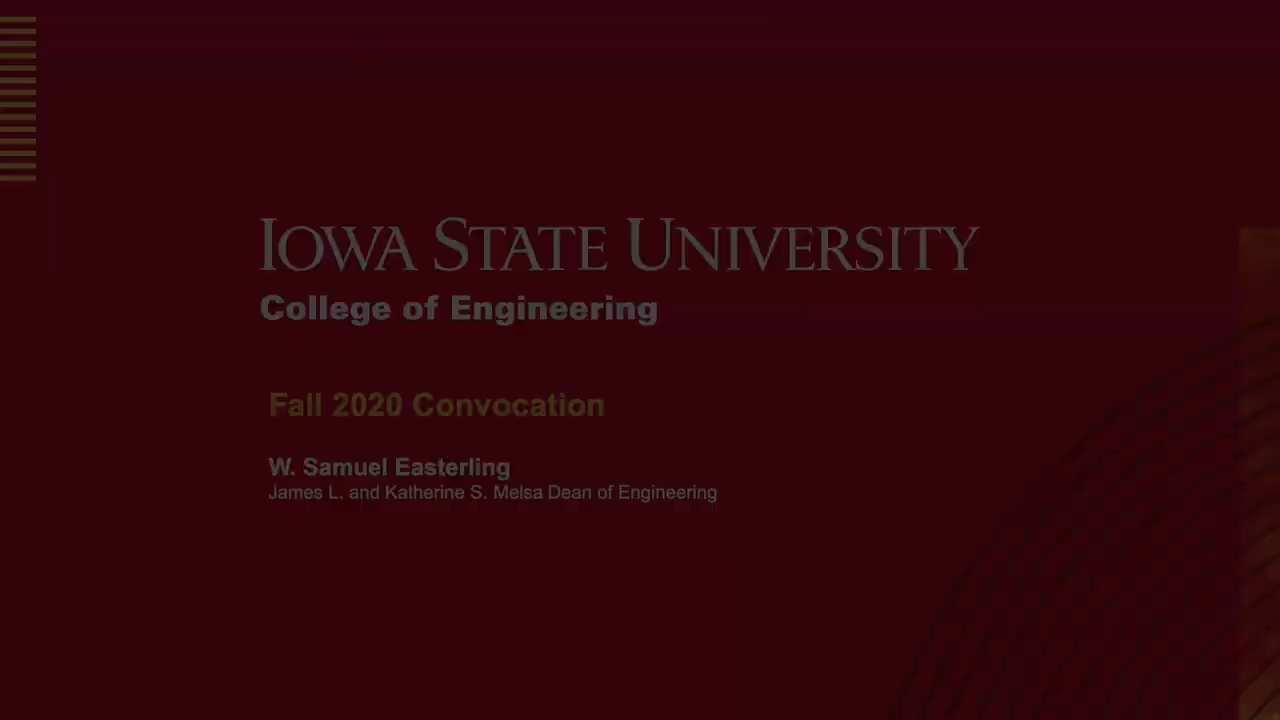 IOWA STATE UNIVERSITY
College of Engineering
Fall 2020 Convocation
W. Samuel Easterling
James L. and Katherine S. Melsa Dean of Engineering